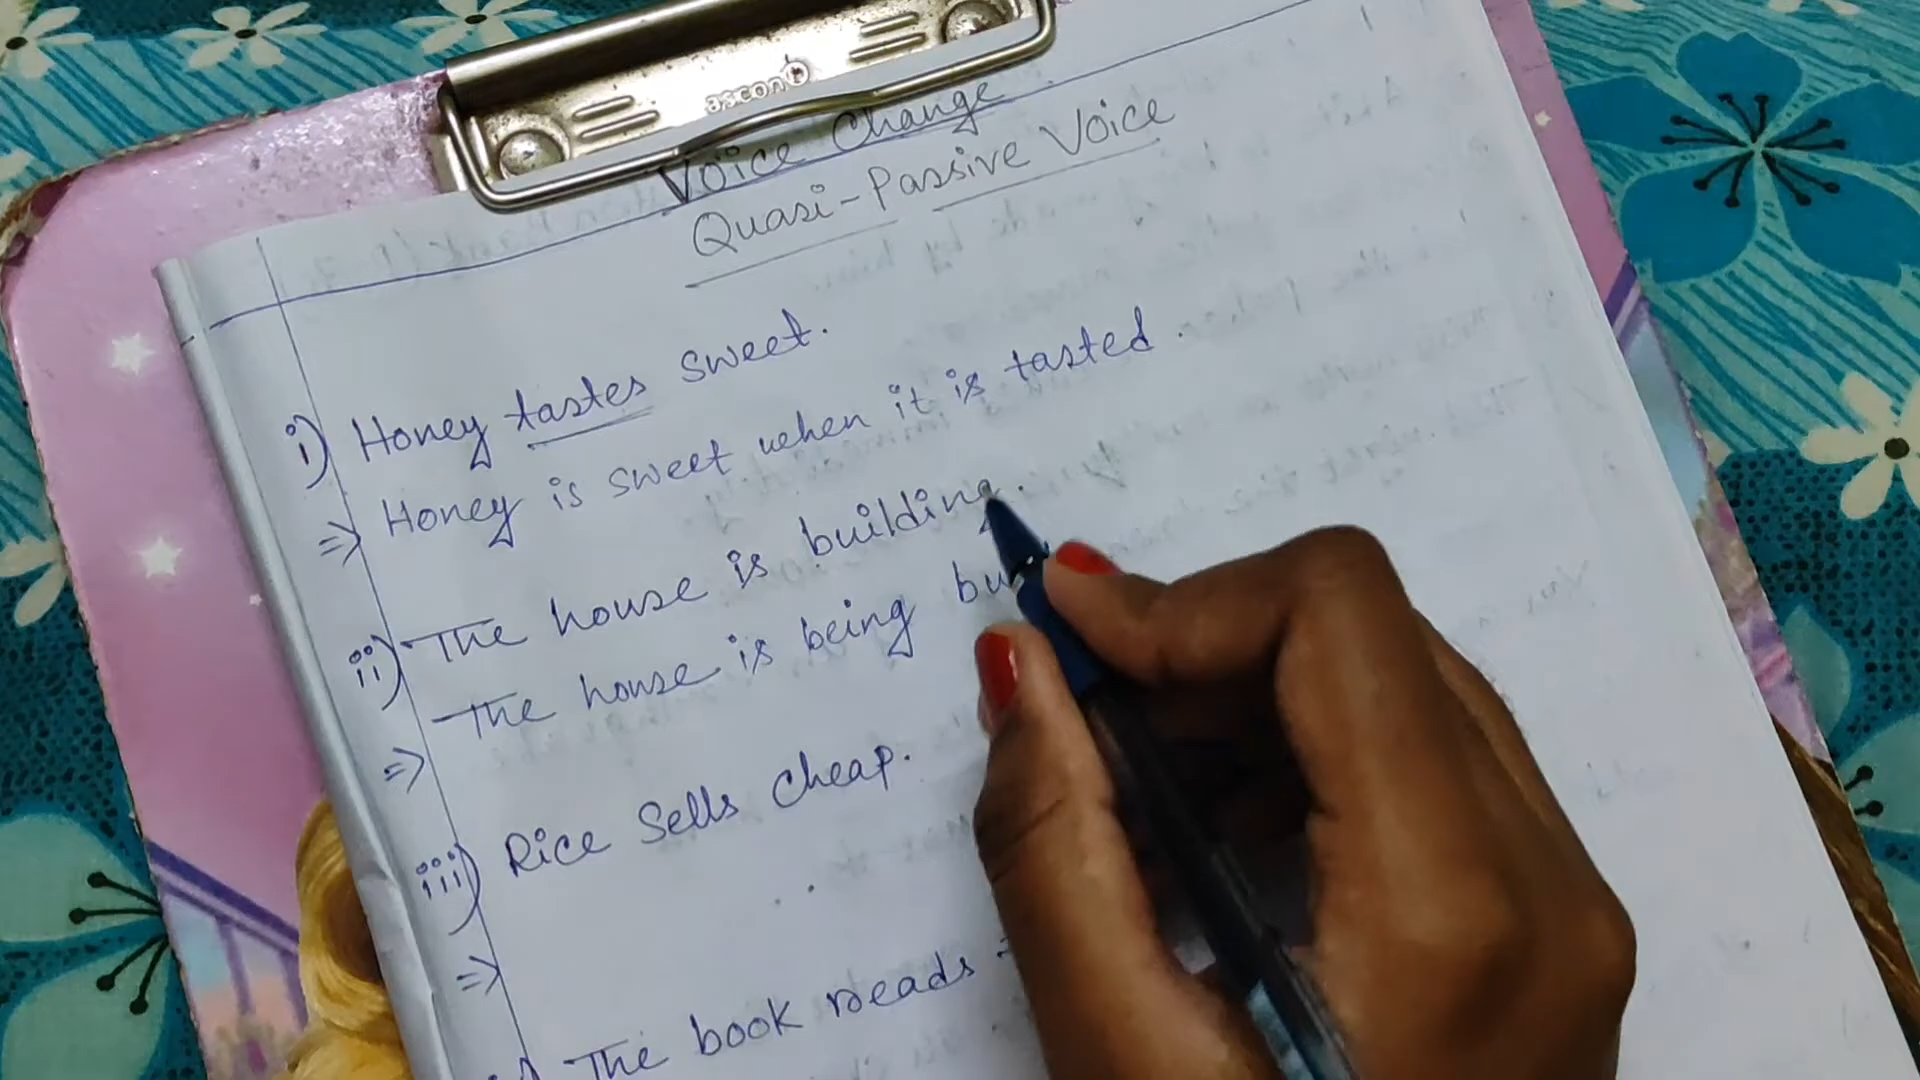 ascon
Voice Change.
Quasi-Passive Voice
i) Honey tastes sweet.
=> Honey is sweet when it is tasted.
ii) The house is building.
=> The house is being
iii) Rice Sells Cheap.
=>
The book reads